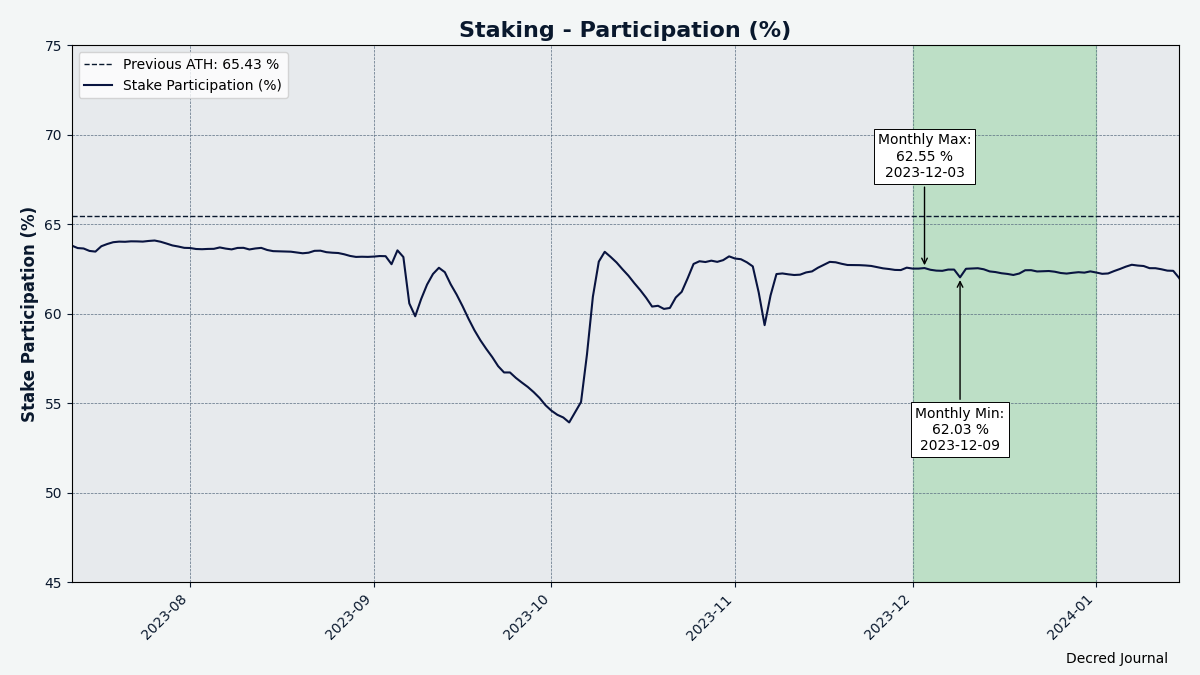 Staking - Participation (%)
Previous ATH: 65.43 %
Stake Participation (%)
Stake Participation (%)
75
70
65
60
55
50
45
Monthly Max:
62.55 %
2023-12-03
Monthly Min:
62.03 %
2023-12-09
2023-08
2023-09
2023-10
2023-11
2023-12
2024-01
Decred Journal